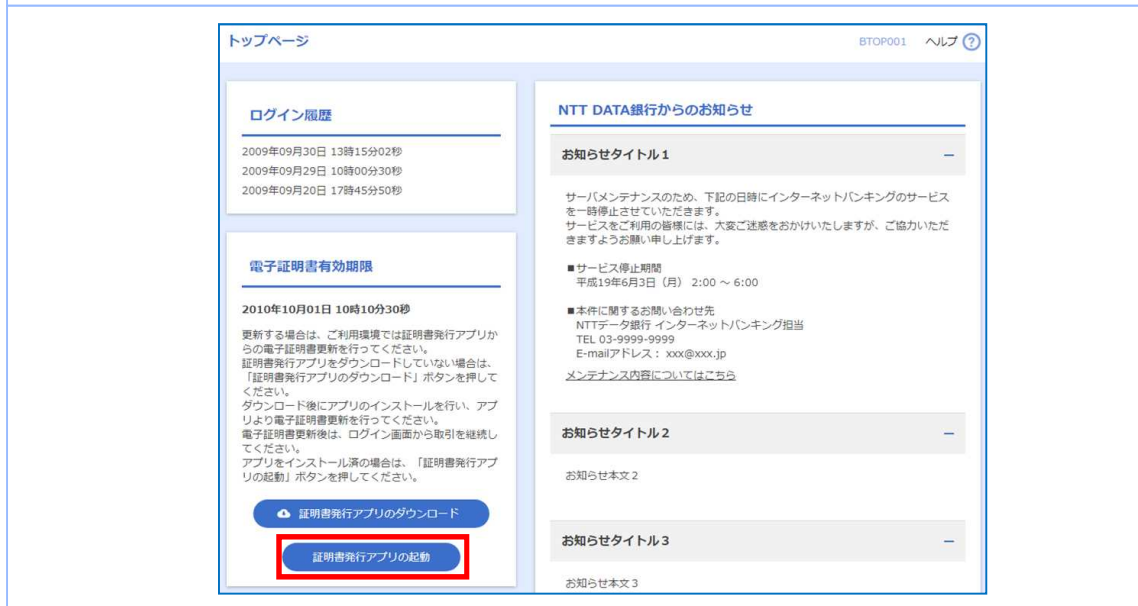 トップページ
BTOP001 ヘルプ ?
ログイン履歴
2009年09月30日 13時15分02秒
2009年09月29日 10時00分30秒
2009年09月20日 17時45分50秒
電子証明書有効期限
2010年10月01日 10時10分30秒
更新する場合は、ご利用環境では証明書発行アプリか
らの電子証明書更新を行ってください。
証明書発行アプリをダウンロードしていない場合は、
「証明書発行アプリのダウンロード」ボタンを押して
ください。
ダウンロード後にアプリのインストールを行い、アプ
リより電子証明書更新を行ってください。
電子証明書更新後は、ログイン画面から取引を継続し
てください。
アプリをインストール済の場合は、「証明書発行アプ
リの起動」ボタンを押してください。
証明書発行アプリのダウンロード
証明書発行アプリの起動
NTT DATA銀行からのお知らせ
お知らせタイトル1
サーバメンテナンスのため、下記の日時にインターネットバンキングのサービス
を一時停止させていただきます。
サービスをご利用の皆様には、大変ご迷惑をおかけいたしますが、ご協力いただ
きますようお願い申し上げます。
■サービス停止期間
平成19年6月3日（月） 2:00 ～ 6:00
■本件に関するお問い合わせ先
NTTデータ銀行 インターネットバンキング担当
TEL 03-9999-9999
E-mailアドレス： xxx@xxx.jp
メンテナンス内容についてはこちら
お知らせタイトル2
お知らせ本文2
お知らせタイトル3
お知らせ本文3